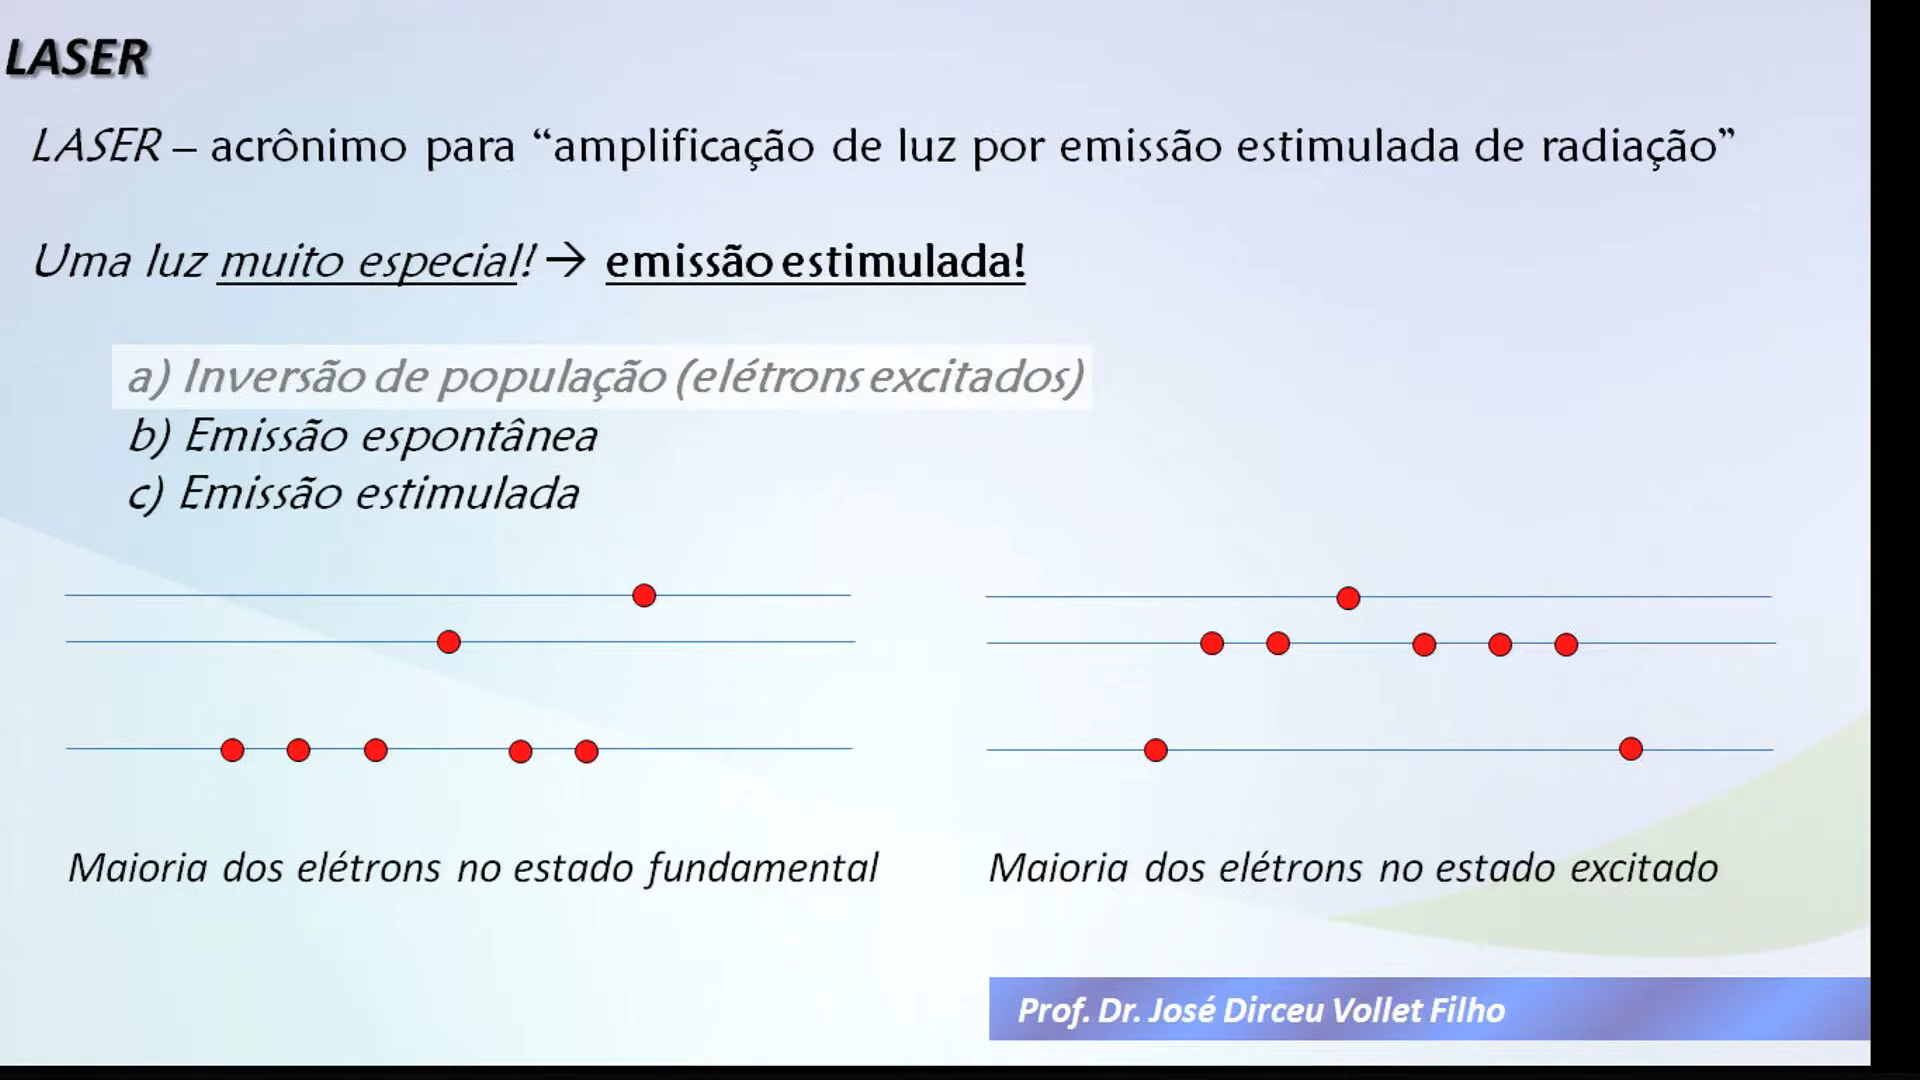 LASER
LASER – acrônimo para “amplificação de luz por emissão estimulada de radiação”
Uma luz muito especial! → emissão estimulada!
a) Inversão de população (elétrons excitados)
b) Emissão espontânea
c) Emissão estimulada
Maioria dos elétrons no estado fundamental
Maioria dos elétrons no estado excitado
Prof. Dr. José Dirceu Vollet Filho